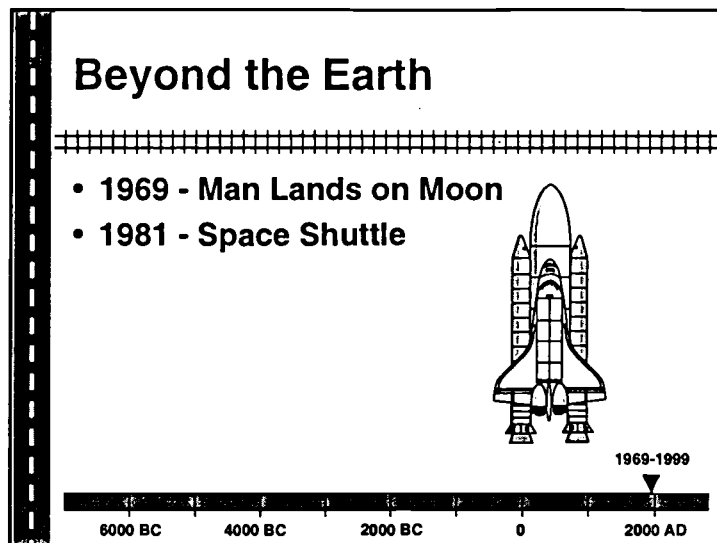 Beyond the Earth
• 1969 - Man Lands on Moon
• 1981 - Space Shuttle
1969-1999
6000 BC 4000 BC 2000 BC 0 2000 AD